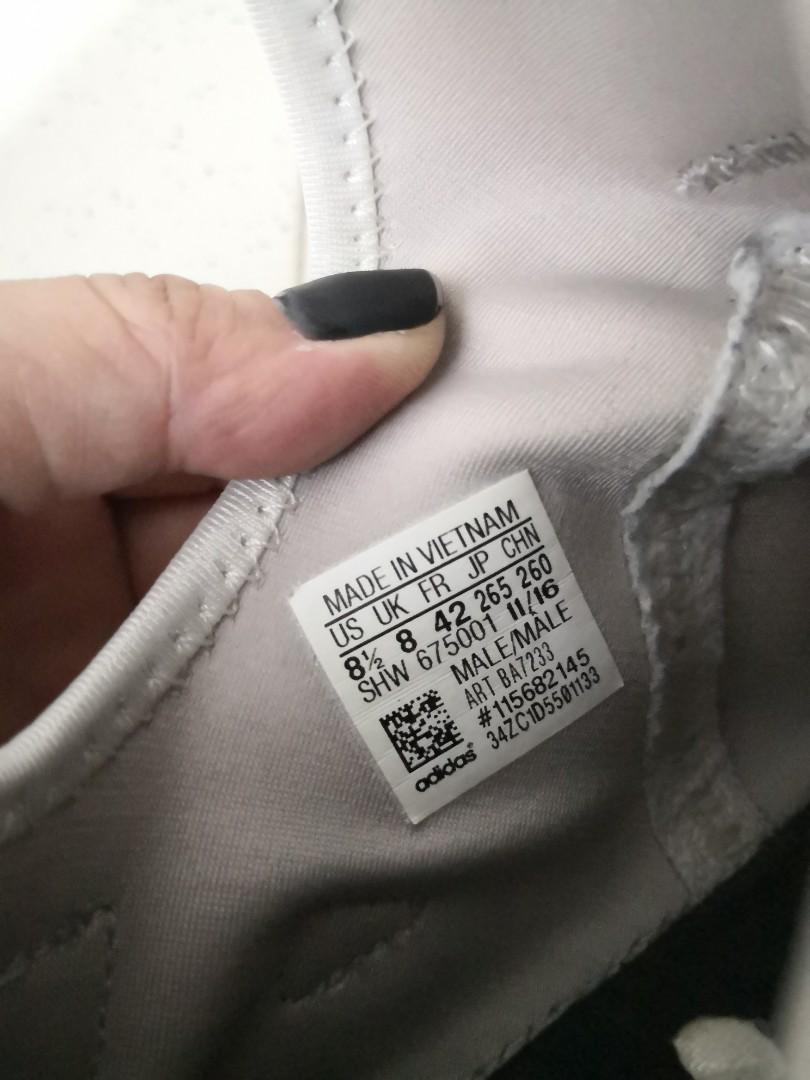 MADE IN VIETNAM
US UK FR JP CHN
8½ 8 42 265 260
SHW 675001 11/16
MALE/MÂLE
ART BA7233
#115682145
34ZC1D5501133
adidas®